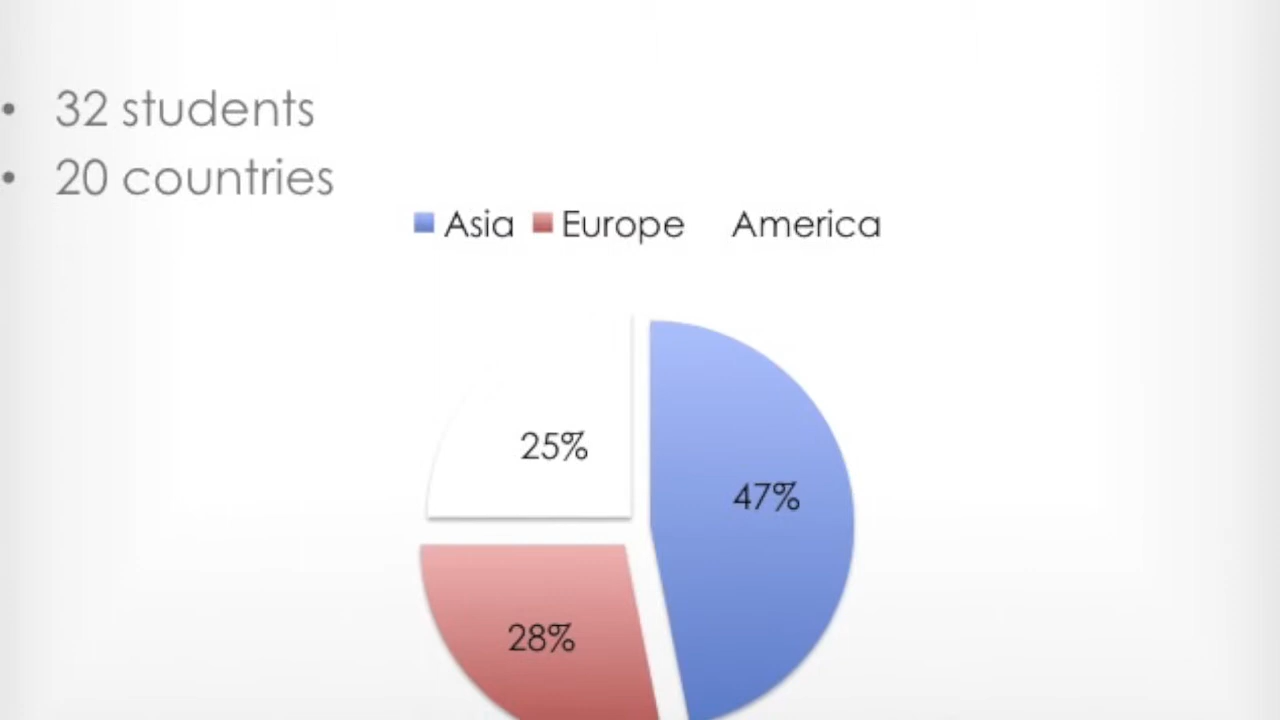 • 32 students
• 20 countries
Asia Europe America
25%
47%
28%